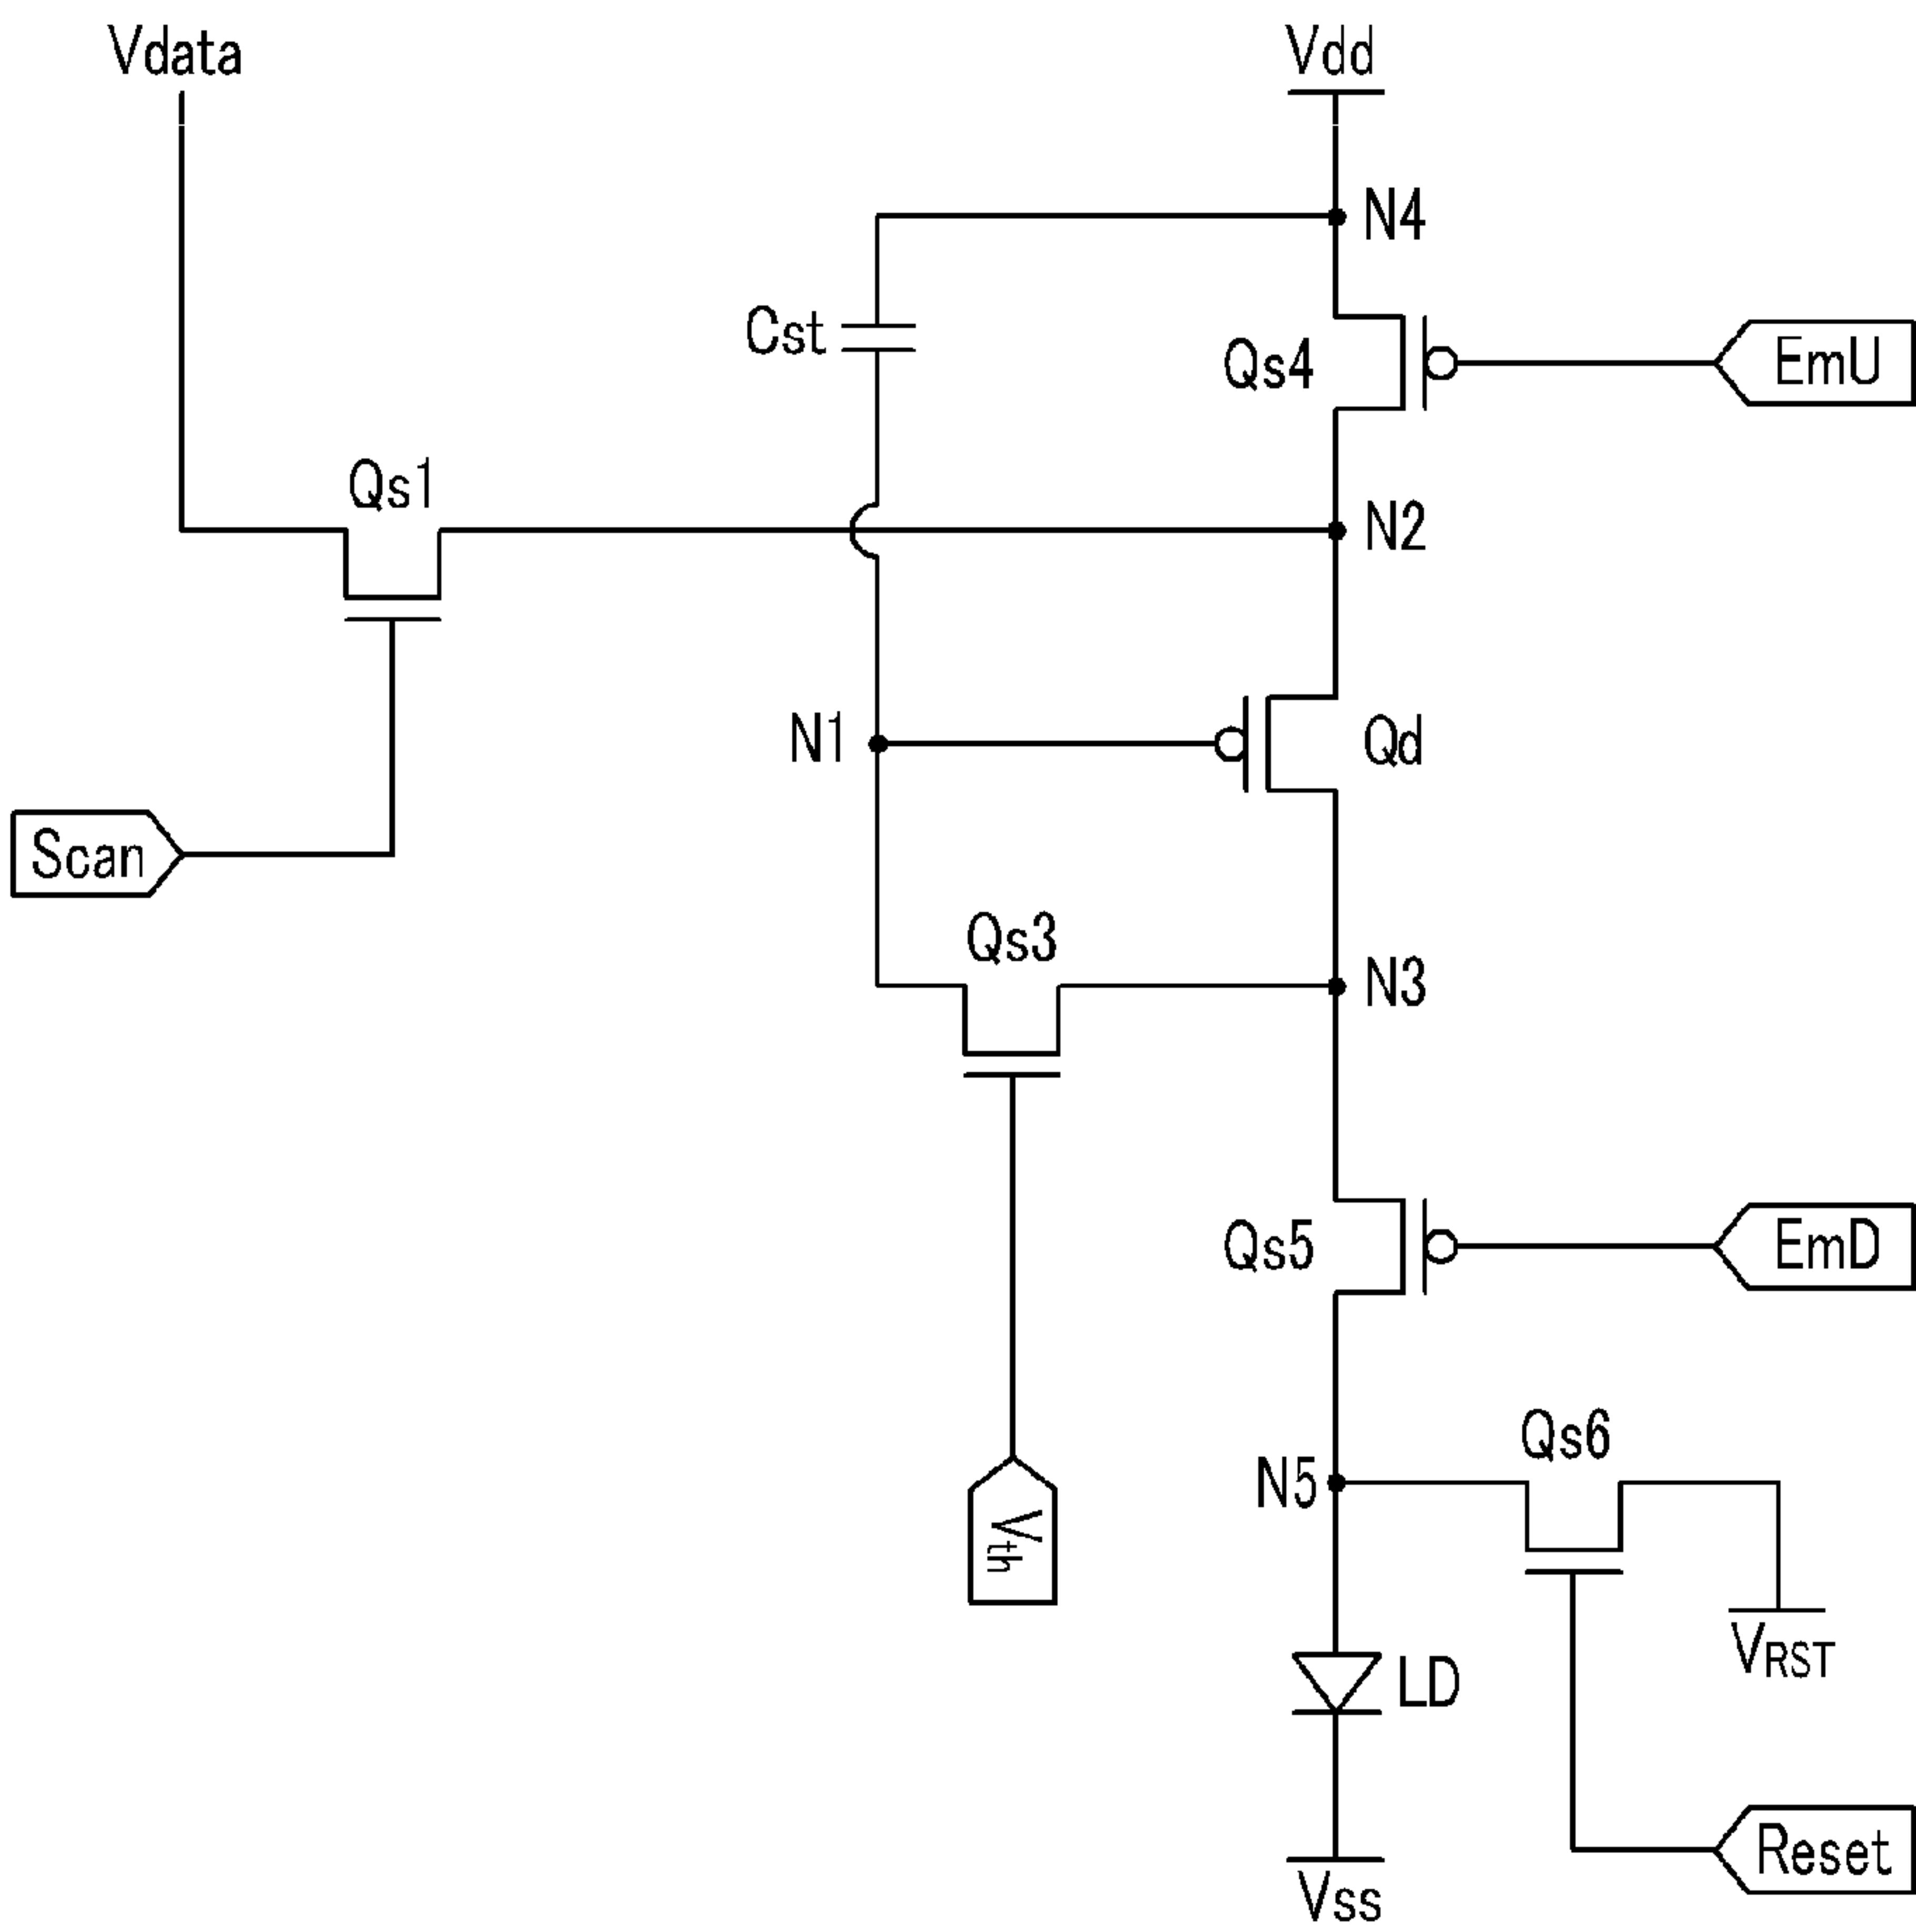 Vdata
Vdd
N4
Cst
Qs4
EmU
Qs1
N2
N1
Qd
Scan
Qs3
N3
Qs5
EmD
Qs6
N5
Vth
VRST
LD
Reset
Vss